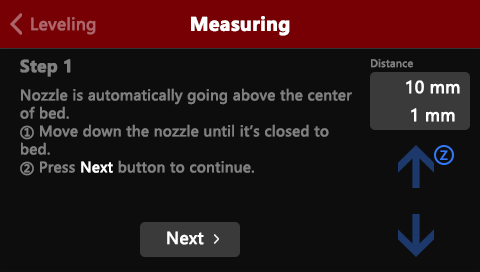 Leveling
Measuring
Step 1
Nozzle is automatically going above the center
of bed.
① Move down the nozzle until it's closed to
bed.
② Press Next button to continue.
Next
Distance
10 mm
1 mm
Z